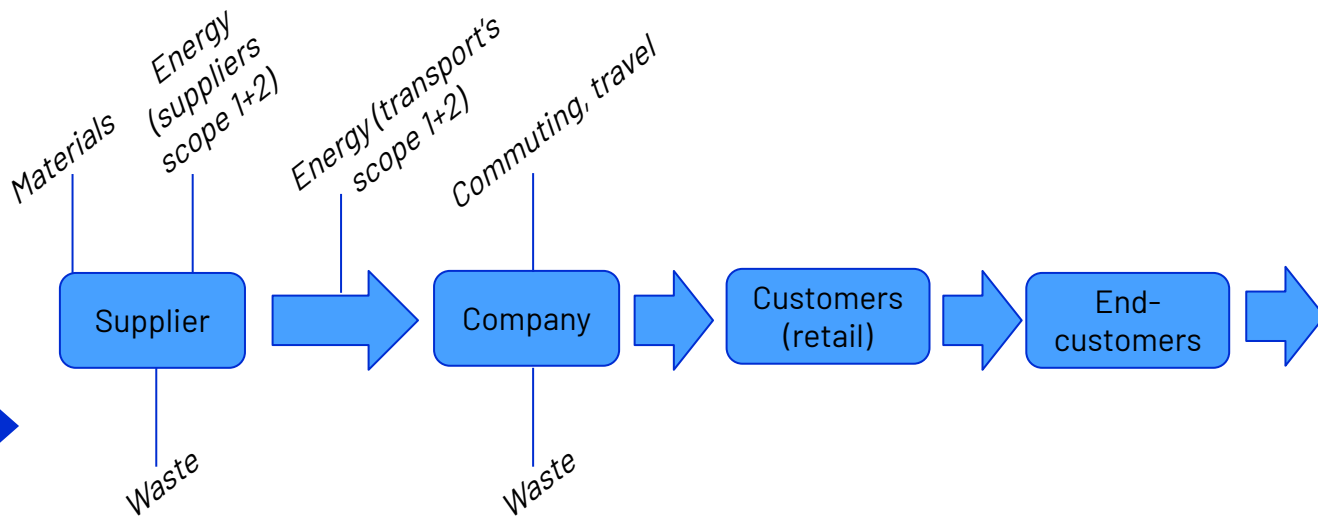 Materials
Energy
(suppliers
scope 1+2)
Energy (transport's
scope 1+2)
Commuting, travel
Supplier
Company
Customers
(retail)
End-
customers
Waste
Waste